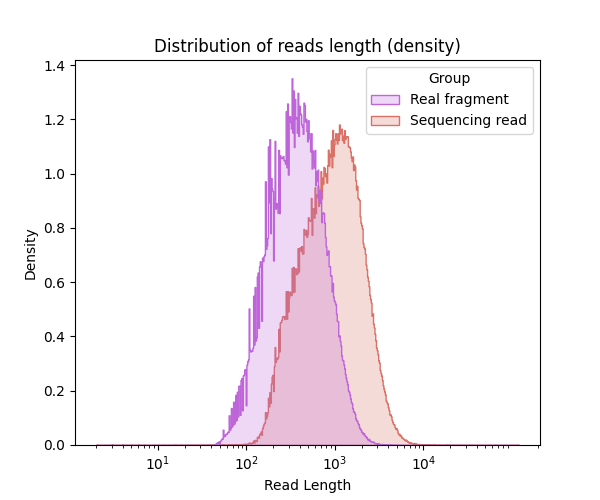 Distribution of reads length (density)
Group
Real fragment
Sequencing read
1.4
1.2
1.0
0.8
0.6
0.4
0.2
0.0
Density
10¹
10²
10³
10⁴
Read Length